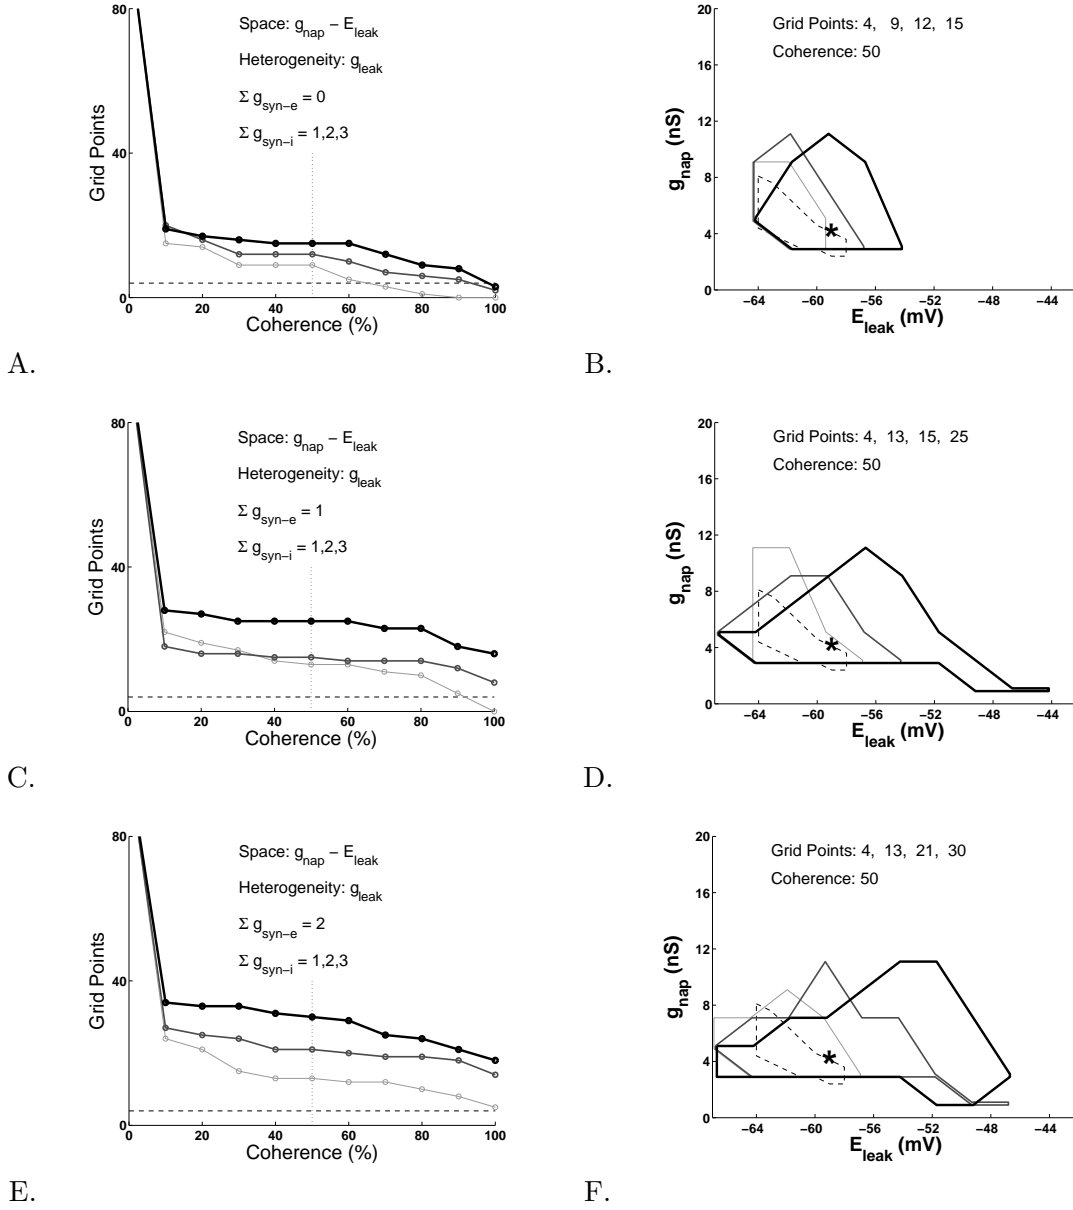 80
40
0
Grid Points
Space: g_nap − E_leak
Heterogeneity: g_leak
Σ g_syn−e = 0
Σ g_syn−i = 1,2,3
0 20 40 60 80 100
Coherence (%)
A.
20
16
12
8
4
0
g_nap (nS)
Grid Points: 4, 9, 12, 15
Coherence: 50
*
−64 −60 −56 −52 −48 −44
E_leak (mV)
B.
80
40
0
Grid Points
Space: g_nap − E_leak
Heterogeneity: g_leak
Σ g_syn−e = 1
Σ g_syn−i = 1,2,3
0 20 40 60 80 100
Coherence (%)
C.
20
16
12
8
4
0
g_nap (nS)
Grid Points: 4, 13, 15, 25
Coherence: 50
*
−64 −60 −56 −52 −48 −44
E_leak (mV)
D.
80
40
0
Grid Points
Space: g_nap − E_leak
Heterogeneity: g_leak
Σ g_syn−e = 2
Σ g_syn−i = 1,2,3
0 20 40 60 80 100
Coherence (%)
E.
20
16
12
8
4
0
g_nap (nS)
Grid Points: 4, 13, 21, 30
Coherence: 50
*
−64 −60 −56 −52 −48 −44
E_leak (mV)
F.